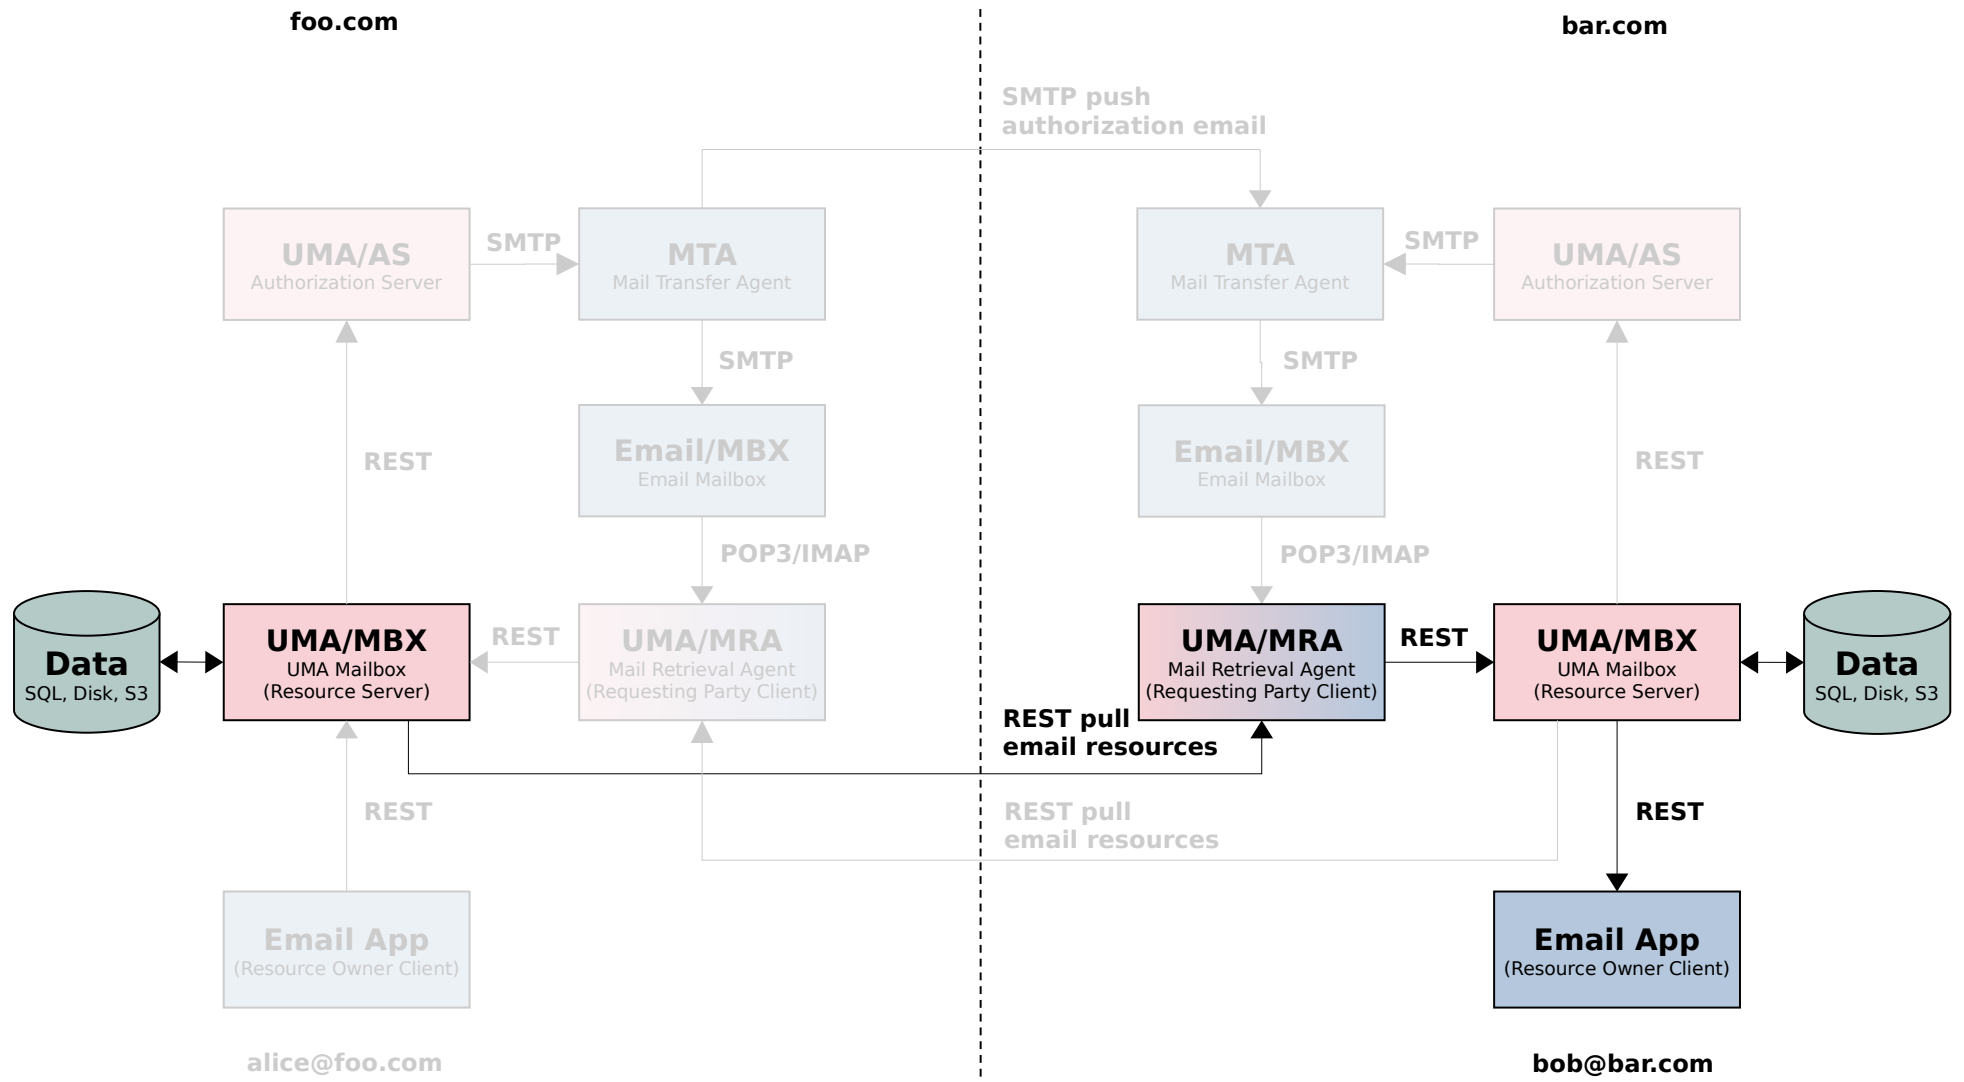 foo.com
bar.com
SMTP push
authorization email
UMA/AS
Authorization Server
SMTP
MTA
Mail Transfer Agent
MTA
Mail Transfer Agent
SMTP
UMA/AS
Authorization Server
SMTP
SMTP
Email/MBX
Email Mailbox
Email/MBX
Email Mailbox
REST
REST
POP3/IMAP
POP3/IMAP
Data
SQL, Disk, S3
UMA/MBX
UMA Mailbox
(Resource Server)
REST
UMA/MRA
Mail Retrieval Agent
(Requesting Party Client)
UMA/MRA
Mail Retrieval Agent
(Requesting Party Client)
REST
UMA/MBX
UMA Mailbox
(Resource Server)
Data
SQL, Disk, S3
REST pull
email resources
REST
REST pull
email resources
REST
Email App
(Resource Owner Client)
Email App
(Resource Owner Client)
alice@foo.com
bob@bar.com